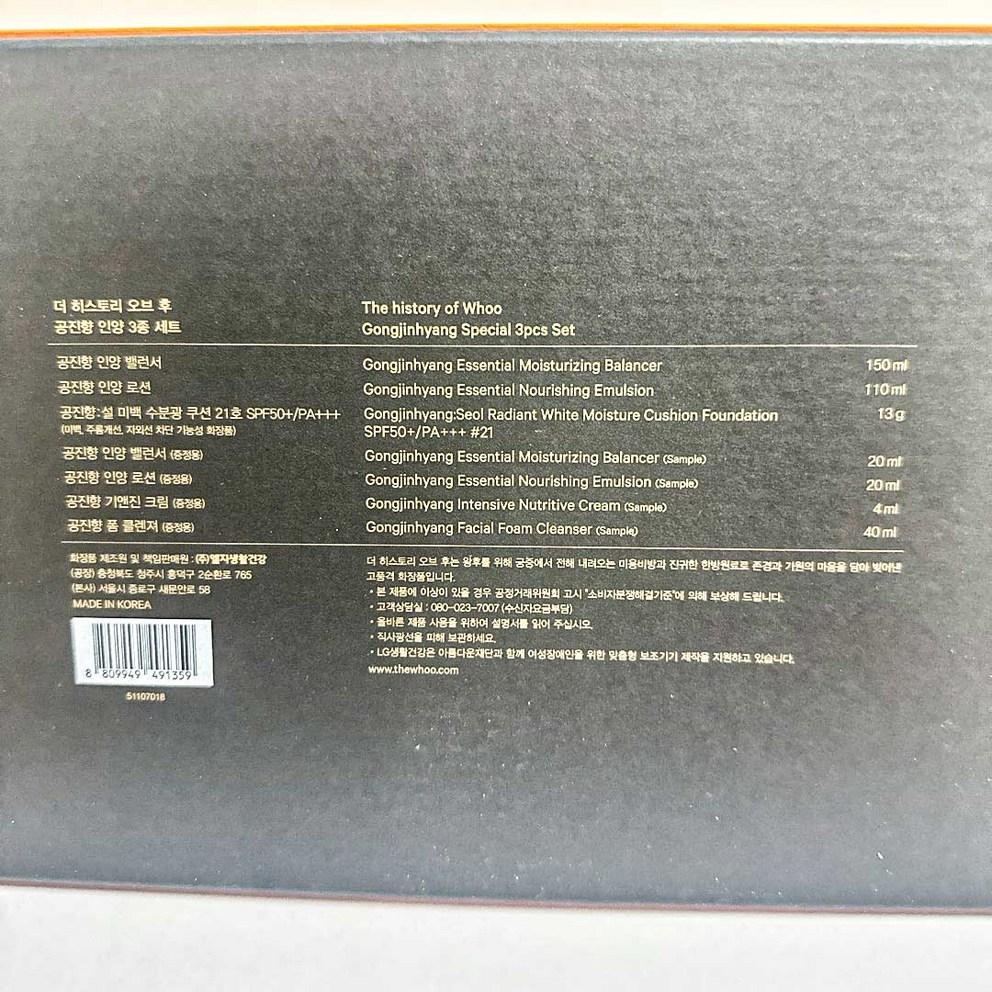 더 히스토리 오브 후
공진향 인양 3종 세트
The history of Whoo
Gongjinhyang Special 3pcs Set
공진향 인양 밸런서 Gongjinhyang Essential Moisturizing Balancer 150 ml
공진향 인양 로션 Gongjinhyang Essential Nourishing Emulsion 110 ml
공진향:설 미백 수분광 쿠션 21호 SPF50+/PA+++ Gongjinhyang:Seol Radiant White Moisture Cushion Foundation 13 g
(미백, 주름개선, 자외선 차단 기능성 화장품) SPF50+/PA+++ #21
공진향 인양 밸런서 (증정용) Gongjinhyang Essential Moisturizing Balancer (Sample) 20 ml
공진향 인양 로션 (증정용) Gongjinhyang Essential Nourishing Emulsion (Sample) 20 ml
공진향 기앤진 크림 (증정용) Gongjinhyang Intensive Nutritive Cream (Sample) 4 ml
공진향 폼 클렌져 (증정용) Gongjinhyang Facial Foam Cleanser (Sample) 40 ml
화장품 제조원 및 책임판매원 : (주)엘지생활건강
(공장) 충청북도 청주시 흥덕구 2순환로 765
(본사) 서울시 종로구 새문안로 58
MADE IN KOREA
8 809949 491359
51107018
더 히스토리 오브 후는 왕후를 위해 궁중에서 전해 내려오는 미용비방과 진귀한 한방원료로 존경과 기원의 마음을 담아 빚어낸
고품격 화장품입니다.
• 본 제품에 이상이 있을 경우 공정거래위원회 고시 "소비자분쟁해결기준"에 의해 보상해 드립니다.
• 고객상담실 : 080-023-7007 (수신자요금부담)
• 올바른 제품 사용을 위하여 설명서를 읽어 주십시오.
• 직사광선을 피해 보관하세요.
• LG생활건강은 아름다운재단과 함께 여성장애인을 위한 맞춤형 보조기기 제작을 지원하고 있습니다.
www.thewhoo.com